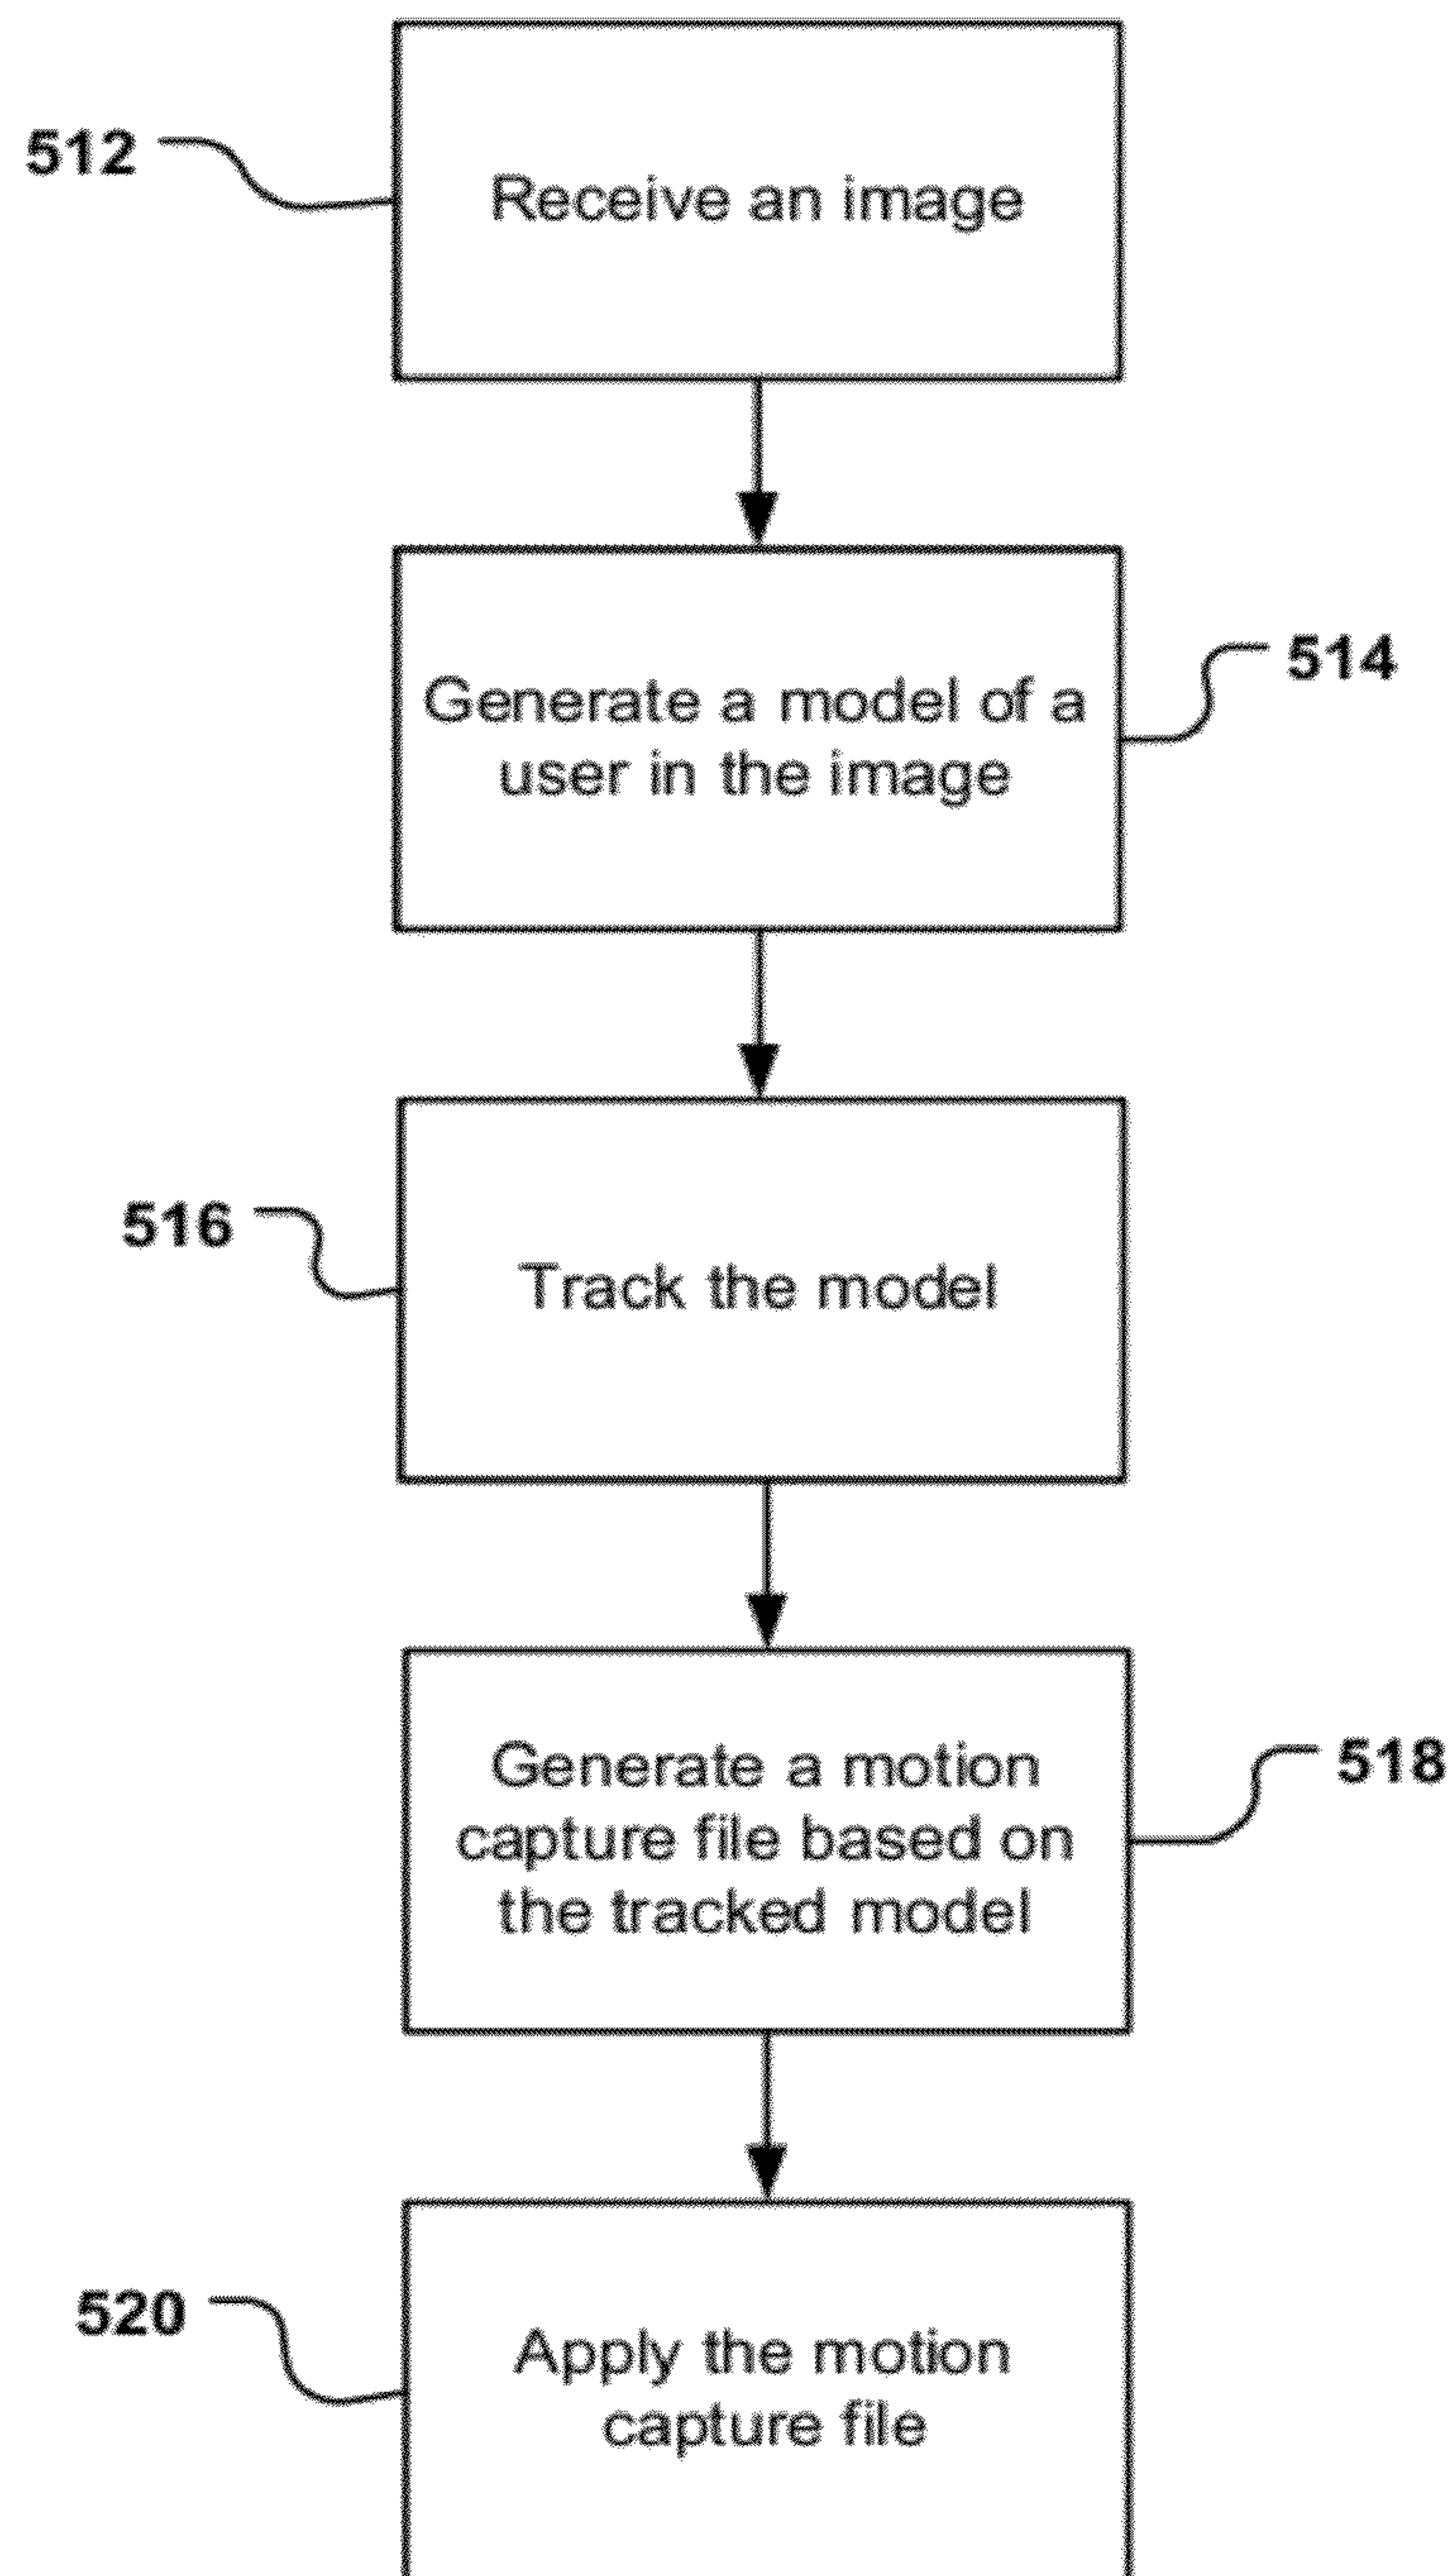 512
Receive an image
Generate a model of a
user in the image
514
516
Track the model
Generate a motion
capture file based on
the tracked model
518
520
Apply the motion
capture file